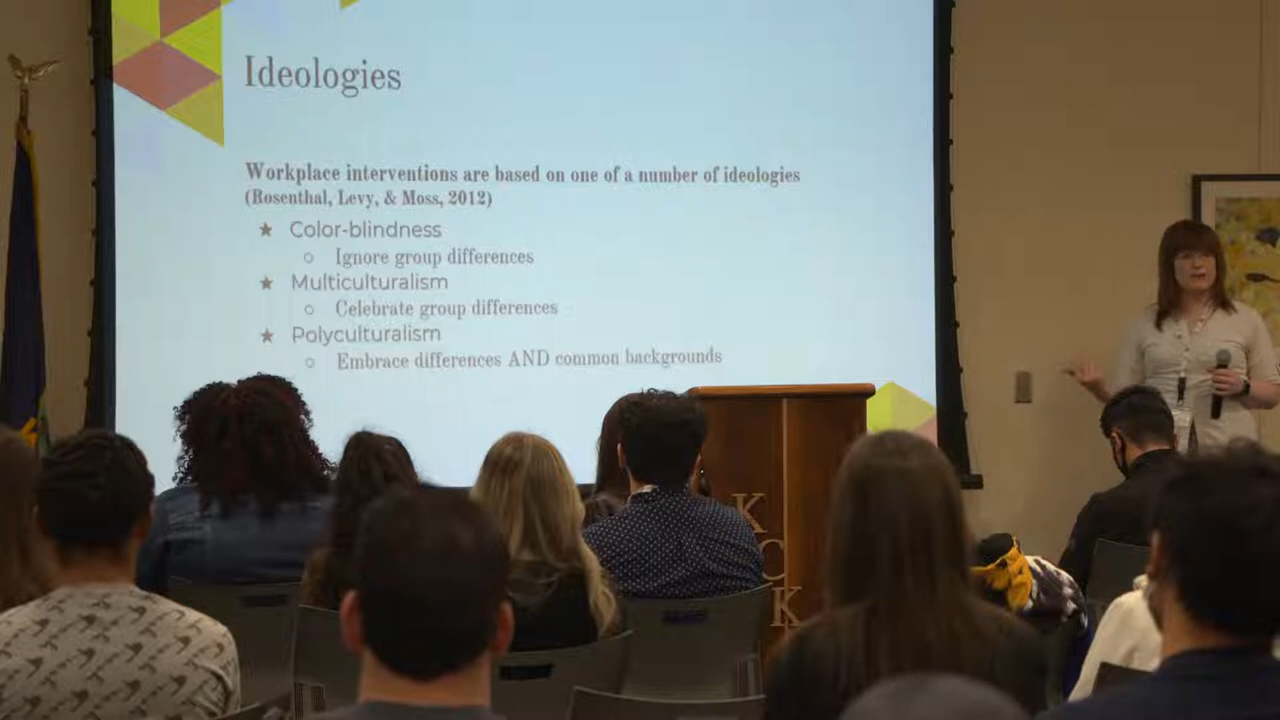 Ideologies
Workplace interventions are based on one of a number of ideologies
(Rosenthal, Levy, & Moss, 2012)
★ Color-blindness
○ Ignore group differences
★ Multiculturalism
○ Celebrate group differences
★ Polyculturalism
○ Embrace differences AND common backgrounds
K
C
K